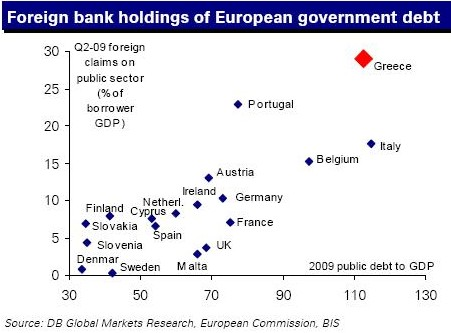 Foreign bank holdings of European government debt
30
25
20
15
10
5
0
Q2-09 foreign
claims on
public sector
(% of
borrower
GDP)
Greece
Portugal
Italy
Belgium
Austria
Ireland
Germany
Netherl.
Finland
Cyprus
France
Slovakia
Spain
Slovenia
UK
Denmar
Sweden
Malta
2009 public debt to GDP
30
50
70
90
110
130
Source: DB Global Markets Research, European Commission, BIS